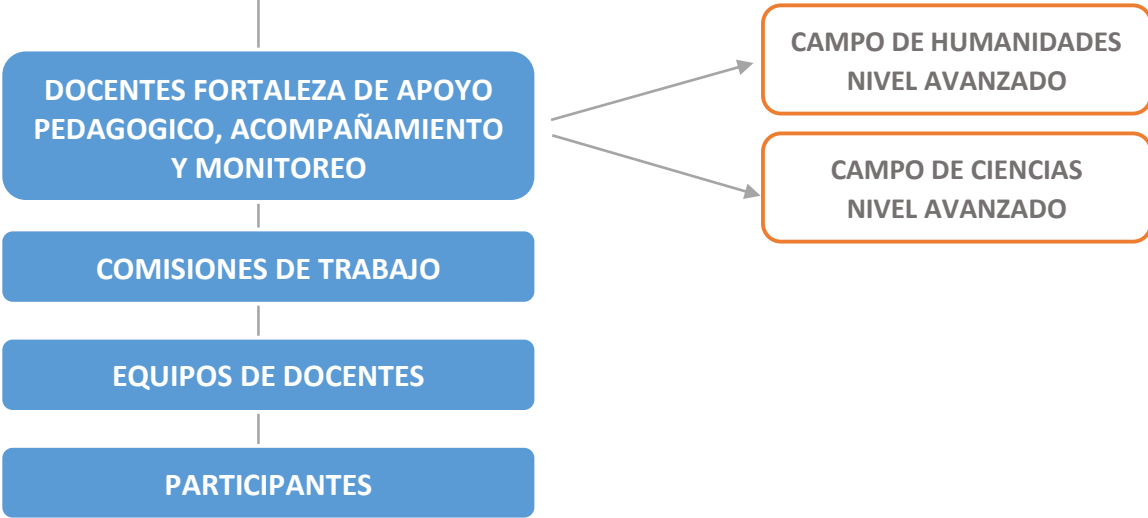 DOCENTES FORTALEZA DE APOYO
PEDAGOGICO, ACOMPAÑAMIENTO
Y MONITOREO
CAMPO DE HUMANIDADES
NIVEL AVANZADO
CAMPO DE CIENCIAS
NIVEL AVANZADO
COMISIONES DE TRABAJO
EQUIPOS DE DOCENTES
PARTICIPANTES